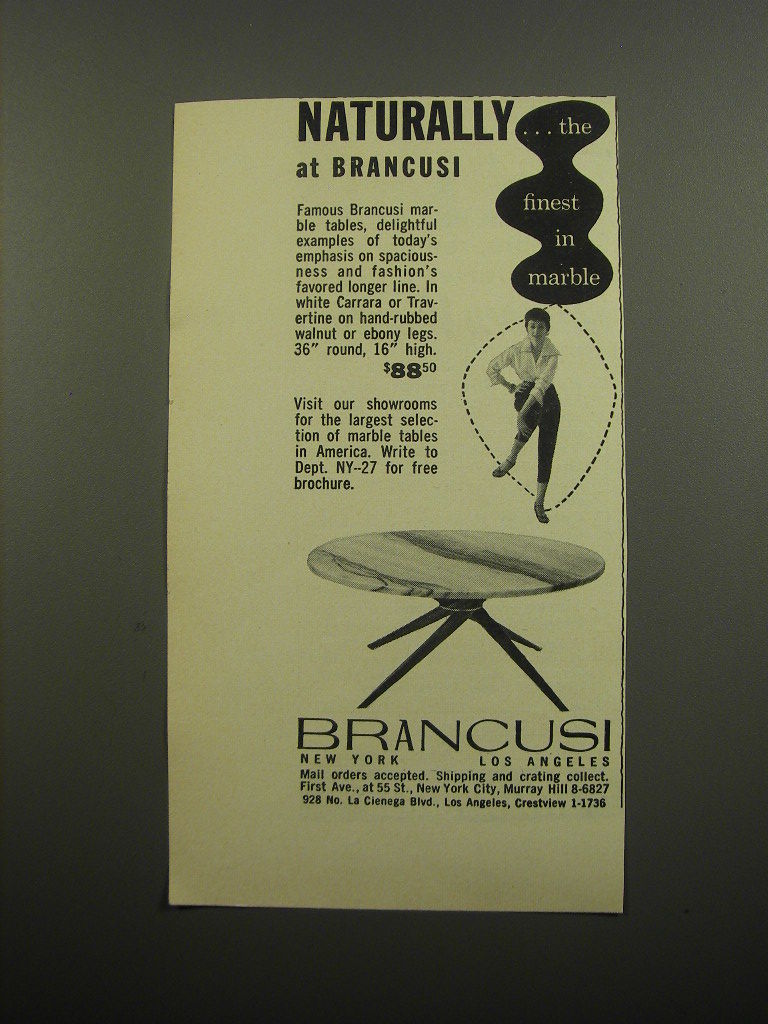 NATURALLY
... the
finest
in
marble
at BRANCUSI
Famous Brancusi mar-
ble tables, delightful
examples of today's
emphasis on spacious-
ness and fashion's
favored longer line. In
white Carrara or Trav-
ertine on hand-rubbed
walnut or ebony legs.
36" round, 16" high.
$88 50
Visit our showrooms
for the largest selec-
tion of marble tables
in America. Write to
Dept. NY--27 for free
brochure.
BRANCUSI
NEW YORK LOS ANGELES
Mail orders accepted. Shipping and crating collect.
First Ave., at 55 St., New York City, Murray Hill 8-6827
928 No. La Cienega Blvd., Los Angeles, Crestview 1-1736